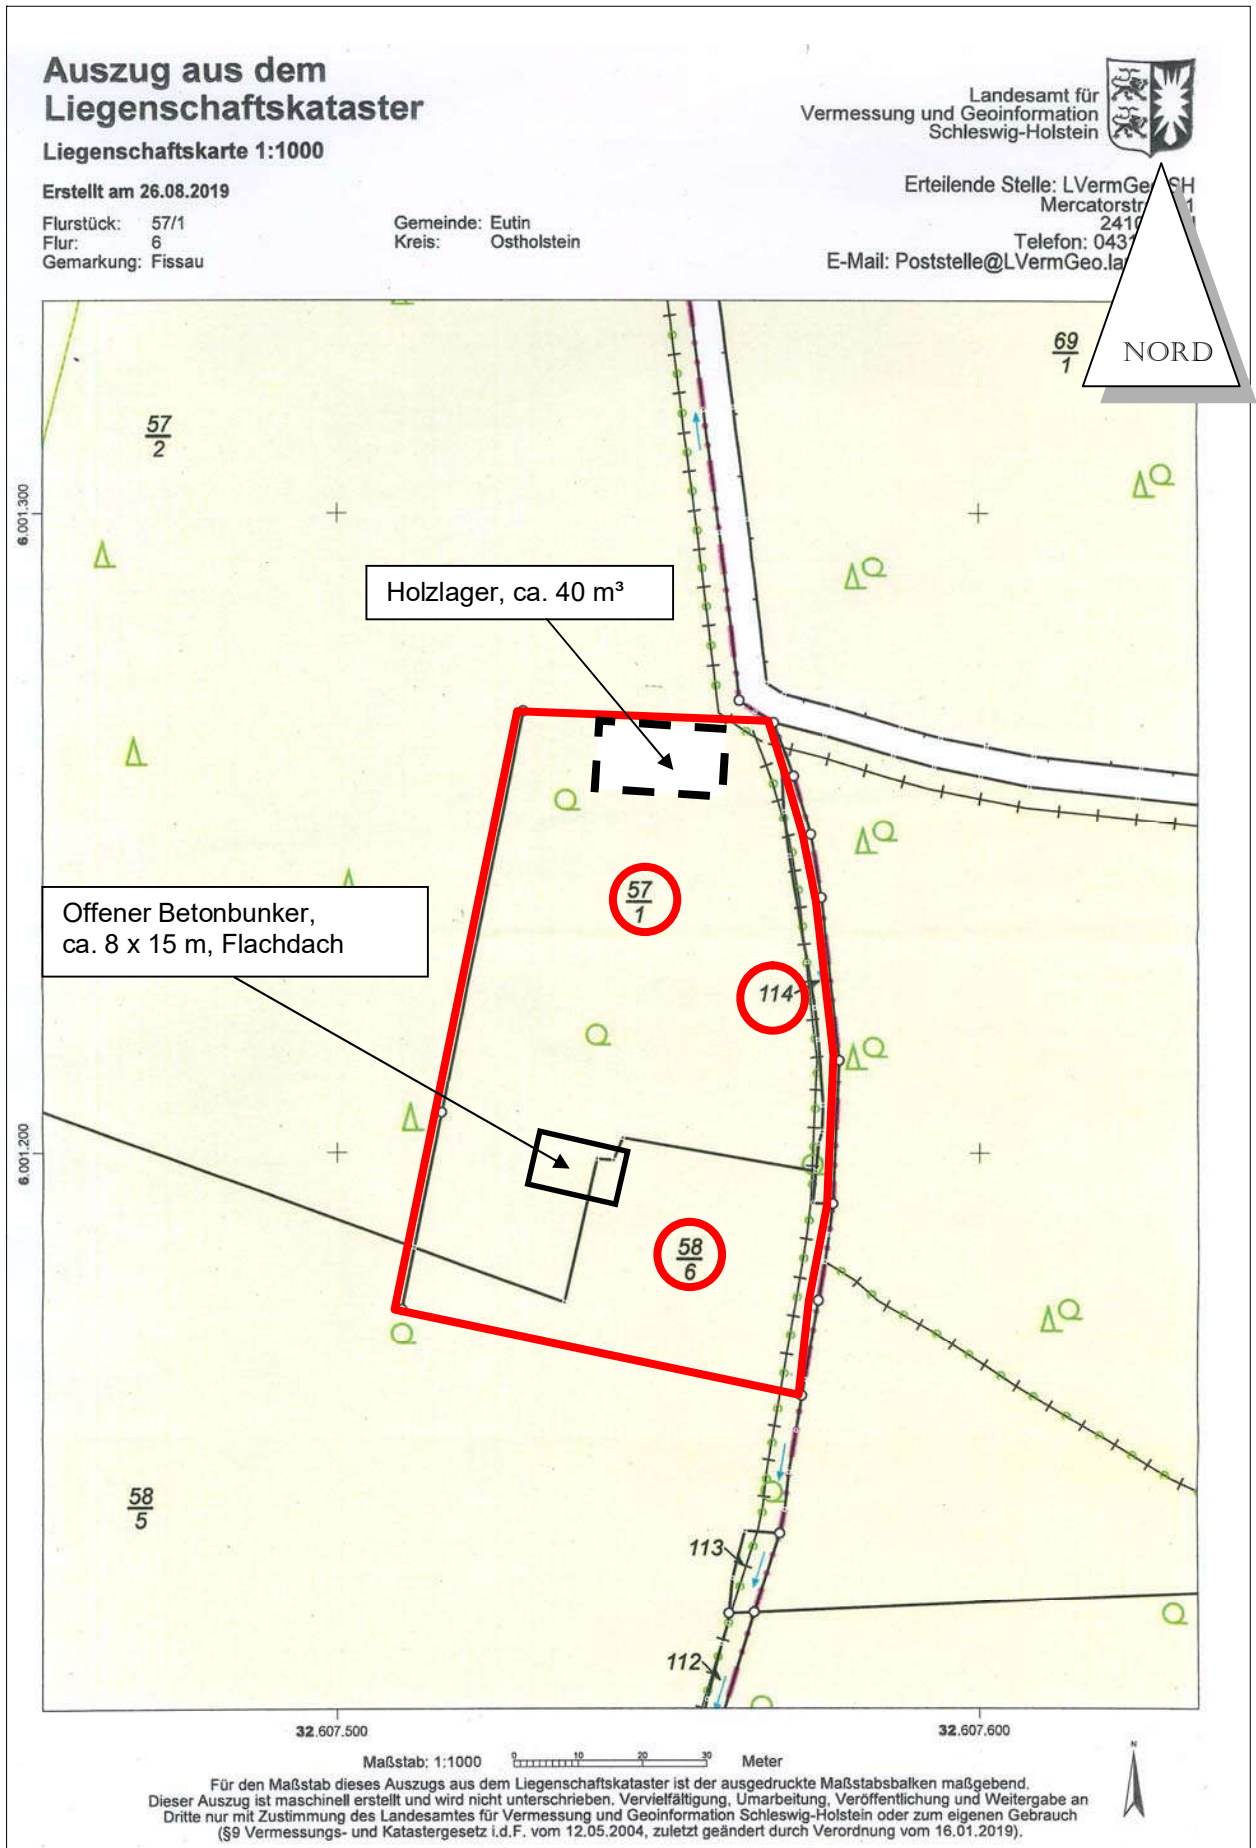 Auszug aus dem
Liegenschaftskataster
Liegenschaftskarte 1:1000
Erstellt am 26.08.2019
Flurstück: 57/1
Flur: 6
Gemarkung: Fissau
Gemeinde: Eutin
Kreis: Ostholstein
Landesamt für
Vermessung und Geoinformation
Schleswig-Holstein
Erteilende Stelle: LVermGe SH
Mercatorstr 1
241
Telefon: 043
E-Mail: Poststelle@LVermGeo.la
NORD
69
1
57
2
6.001.300
Holzlager, ca. 40 m³
57
1
Offener Betonbunker,
ca. 8 x 15 m, Flachdach
114
6.001.200
58
6
58
5
113
112
32.607.500
32.607.600
Maßstab: 1:1000 0 10 20 30 Meter
N
Für den Maßstab dieses Auszugs aus dem Liegenschaftskataster ist der ausgedruckte Maßstabsbalken maßgebend.
Dieser Auszug ist maschinell erstellt und wird nicht unterschrieben. Vervielfältigung, Umarbeitung, Veröffentlichung und Weitergabe an
Dritte nur mit Zustimmung des Landesamtes für Vermessung und Geoinformation Schleswig-Holstein oder zum eigenen Gebrauch
(§9 Vermessungs- und Katastergesetz i.d.F. vom 12.05.2004, zuletzt geändert durch Verordnung vom 16.01.2019).